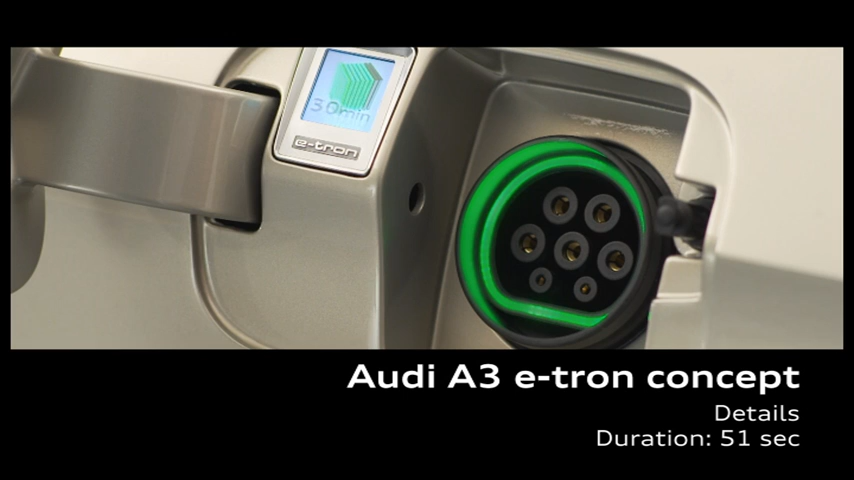 30min
e-tron
Audi A3 e-tron concept
Details
Duration: 51 sec